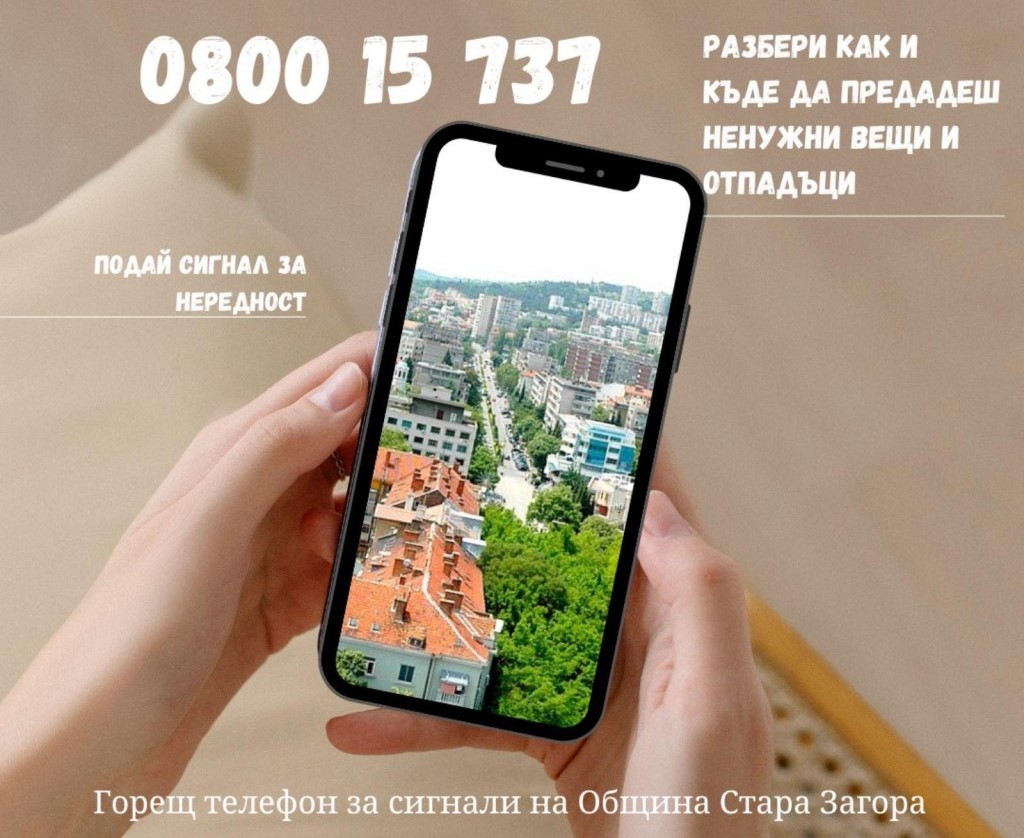 0800 15 737
РАЗБЕРИ КАК И
КЪДЕ ДА ПРЕДАДЕШ
НЕНУЖНИ ВЕЩИ И
ОТПАДЪЦИ
ПОДАЙ СИГНАЛ ЗА
НЕРЕДНОСТ
Горещ телефон за сигнали на Община Стара Загора